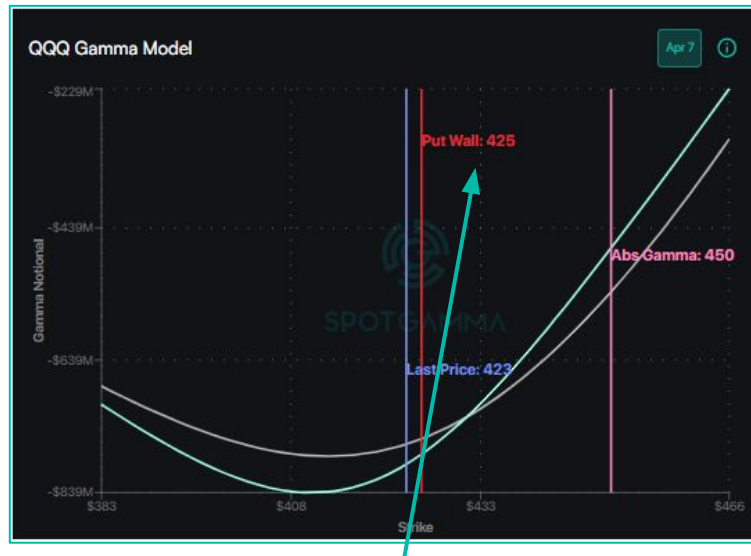 QQQ Gamma Model
Apr 7
-$229M
Put Wall: 425
-$439M
Abs Gamma: 450
Gamma Notional
SPOTGAMMA
-$639M
Last Price: 423
-$839M
$383
$408
$433
$466
Strike